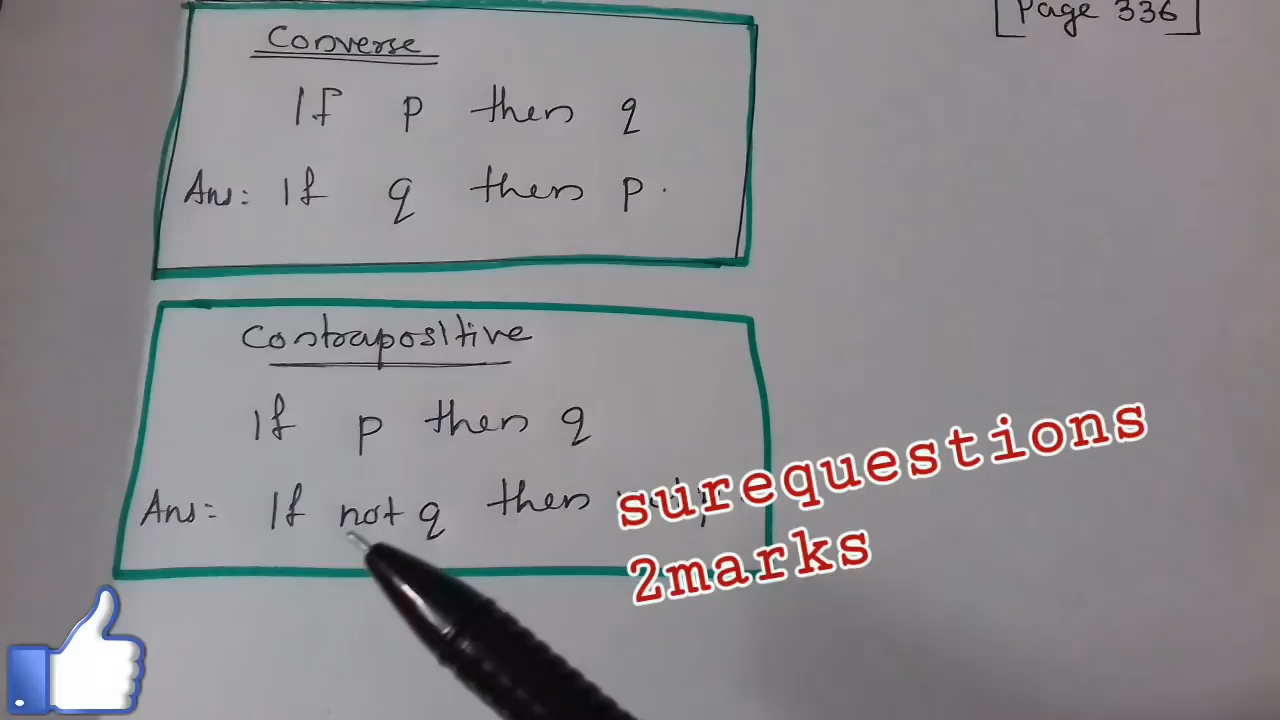 [Page 336]
Converse
If p then q
Ans: If q then p.
Contrapositive
If p then q
Ans: If not q then
surequestions
2marks